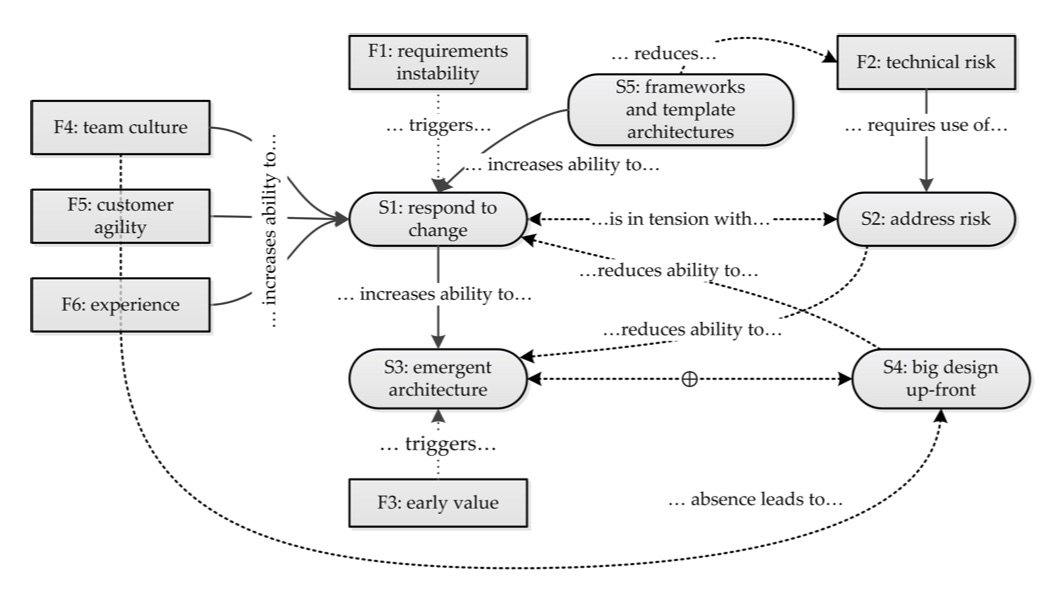 F1: requirements
instability
… reduces…
F2: technical risk
S5: frameworks
and template
architectures
F4: team culture
… triggers…
… requires use of…
… increases ability to…
… increases ability to…
F5: customer
agility
S1: respond to
change
…is in tension with…
S2: address risk
…reduces ability to…
F6: experience
… increases ability to…
…reduces ability to…
S3: emergent
architecture
S4: big design
up-front
… triggers…
F3: early value
… absence leads to…